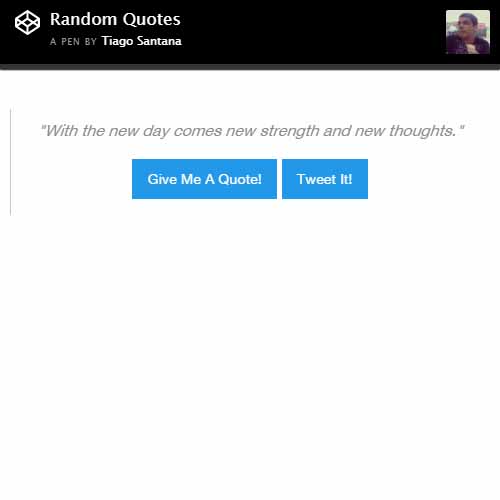 Random Quotes
A PEN BY Tiago Santana
"With the new day comes new strength and new thoughts."
Give Me A Quote! Tweet It!